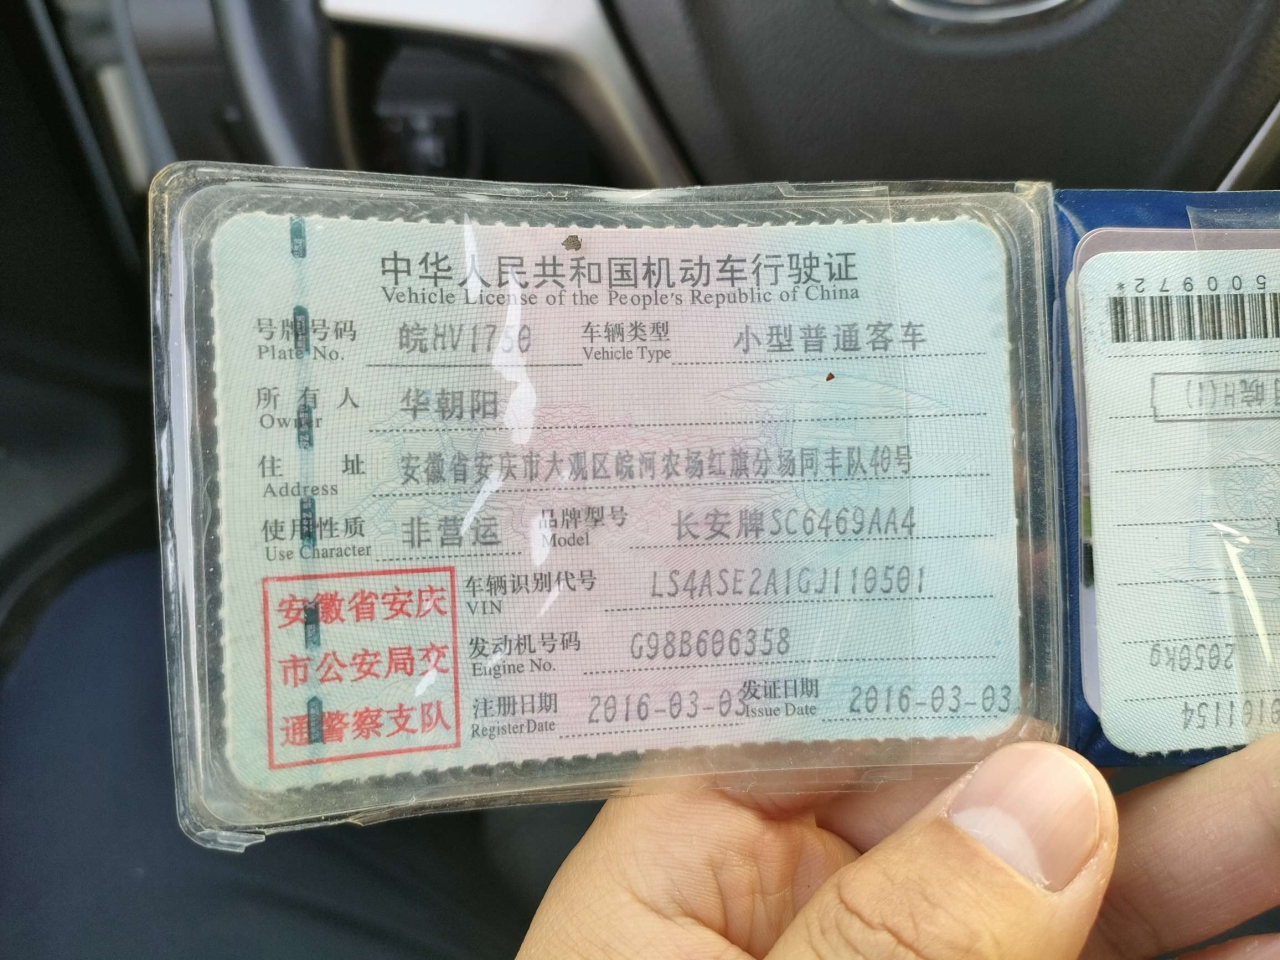 中华人民共和国机动车行驶证
Vehicle License of the People's Republic of China
号牌号码 皖HV1750 车辆类型 小型普通客车
Plate No. Vehicle Type
所有人 华朝阳
Owner
住址 安徽省安庆市大观区皖河农场红旗分场同丰队40号
Address
使用性质 非营运 品牌型号 长安牌SC6469AA4
Use Character Model
车辆识别代号 LS4ASE2A1GJ110501
VIN
发动机号码 G98B606358
Engine No.
注册日期 2016-03-03 发证日期 2016-03-03
Register Date Issue Date
安徽省安庆
市公安局交
通警察支队
2050kg